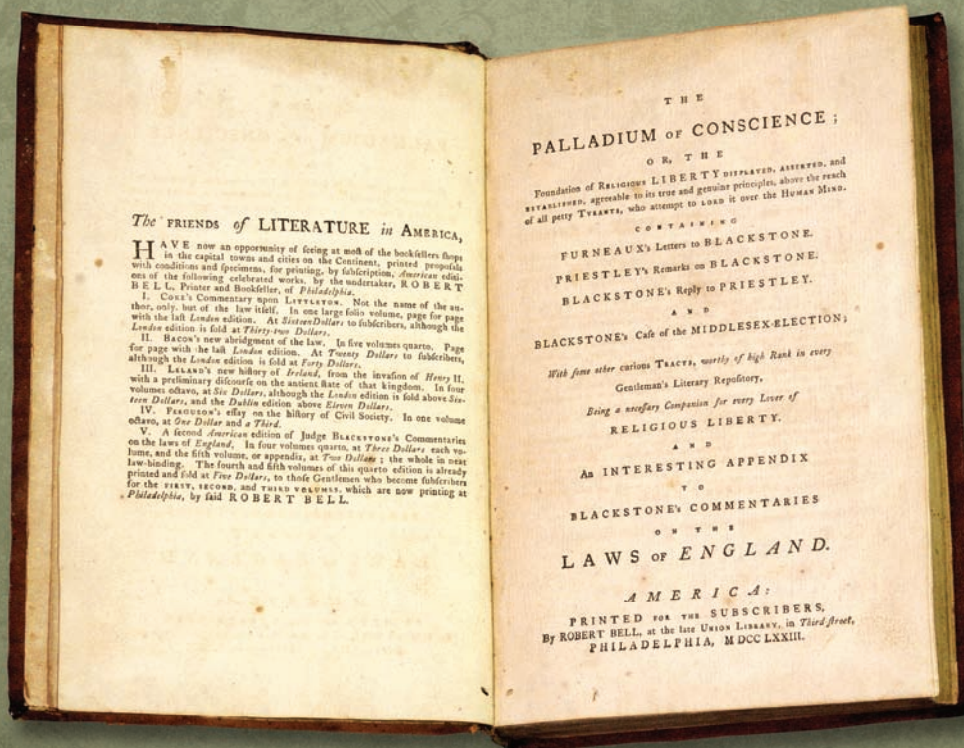 The FRIENDS of LITERATURE in AMERICA,
HAVE now an opportunity of ſeeing at moſt of the bookſellers ſhops
in the capital towns and cities on the Continent, printed propoſals
with conditions and ſpecimens, for printing, by ſubſcription, American editi-
ons of the following celebrated works, by the undertaker, ROBERT
BELL, Printer and Bookſeller, of Philadelphia.
I. COKE's Commentary upon LITTLETON. Not the name of the au-
thor, only, but of the law itſelf. In one large folio volume, page for page
with the laſt London edition. At Sixteen Dollars to ſubſcribers, although the
London edition is ſold at Thirty-two Dollars.
II. BACON's new abridgment of the law. In five volumes quarto. Page
for page with the laſt London edition. At Twenty Dollars to ſubſcribers,
although the London edition is ſold at Forty Dollars.
III. LELAND's new hiſtory of Ireland, from the invaſion of Henry II,
with a preliminary diſcourſe on the antient ſtate of that kingdom. In four
volumes octavo, at Six Dollars, although the London edition is ſold above Six-
teen Dollars, and the Dublin edition above Eleven Dollars.
IV. FERGUSON's eſſay on the hiſtory of Civil Society. In one volume
octavo, at One Dollar and a Third.
V. A ſecond American edition of Judge BLACKSTONE's Commentaries
on the laws of England. In four volumes quarto, at Three Dollars each vo-
lume, and the fifth volume, or appendix, at Two Dollars; the whole in neat
law-binding. The fourth and fifth volumes of this quarto edition is already
printed and ſold at Five Dollars, to thoſe Gentlemen who become ſubſcribers
for the FIRST, SECOND, and THIRD VOLUMES, which are now printing at
Philadelphia, by ſaid ROBERT BELL.
THE
PALLADIUM OF CONSCIENCE;
OR, THE
Foundation of RELIGIOUS LIBERTY DISPLAYED, ASSERTED, and
ESTABLISHED, agreeable to its true and genuine principles, above the reach
of all petty TYRANTS, who attempt to LORD it over the HUMAN MIND.
CONTAINING
FURNEAUX's Letters to BLACKSTONE.
PRIESTLEY's Remarks on BLACKSTONE.
BLACKSTONE's Reply to PRIESTLEY.
AND
BLACKSTONE's Caſe of the MIDDLESEX-ELECTION;
With ſome other curious TRACTS, worthy of high Rank in every
Gentleman's Literary Repoſitory,
Being a neceſſary Companion for every Lover of
RELIGIOUS LIBERTY.
AND
An INTERESTING APPENDIX
TO
BLACKSTONE's COMMENTARIES
ON THE
LAWS OF ENGLAND.
AMERICA:
PRINTED FOR THE SUBSCRIBERS,
By ROBERT BELL, at the late UNION LIBRARY, in Third ſtreet,
PHILADELPHIA, MDCCLXXIII.